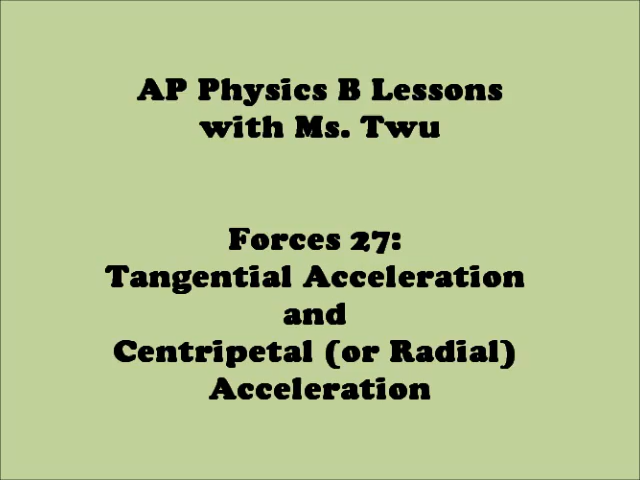 AP Physics B Lessons
with Ms. Twu
Forces 27:
Tangential Acceleration
and
Centripetal (or Radial)
Acceleration